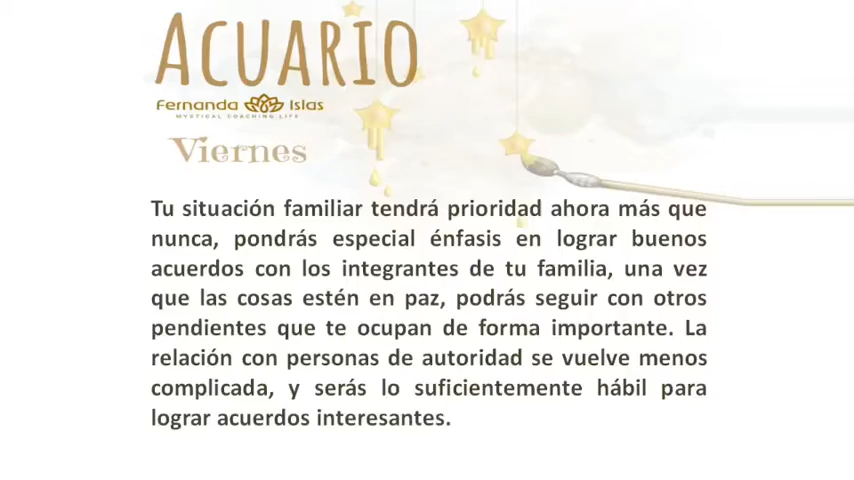 ACUARIO
Fernanda Islas
MYSTICAL COACHING LIFE
Viernes
Tu situación familiar tendrá prioridad ahora más que
nunca, pondrás especial énfasis en lograr buenos
acuerdos con los integrantes de tu familia, una vez
que las cosas estén en paz, podrás seguir con otros
pendientes que te ocupan de forma importante. La
relación con personas de autoridad se vuelve menos
complicada, y serás lo suficientemente hábil para
lograr acuerdos interesantes.